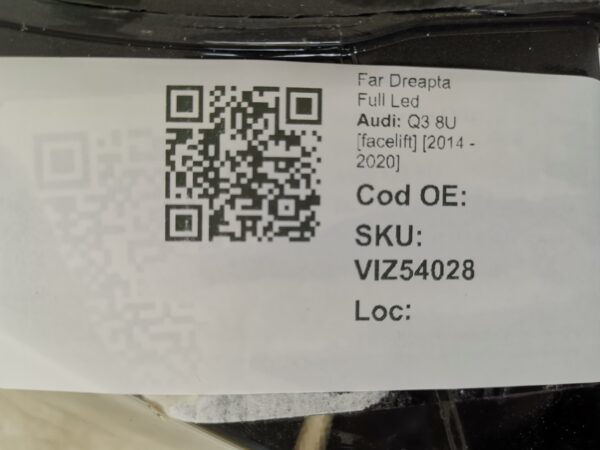 Far Dreapta
Full Led
Audi: Q3 8U
[facelift] [2014 -
2020]
Cod OE:
SKU:
VIZ54028
Loc: